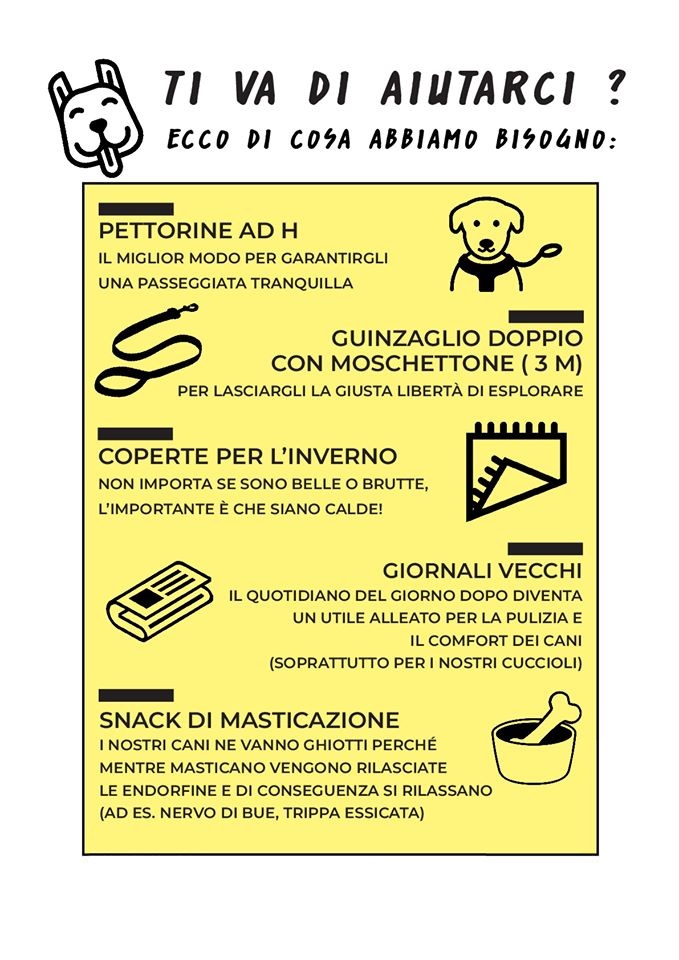 TI VA DI AIUTARCI ?
ECCO DI COSA ABBIAMO BISOGNO:
PETTORINE AD H
IL MIGLIOR MODO PER GARANTIRGLI
UNA PASSEGGIATA TRANQUILLA
GUINZAGLIO DOPPIO
CON MOSCHETTONE ( 3 M)
PER LASCIARGLI LA GIUSTA LIBERTÀ DI ESPLORARE
COPERTE PER L'INVERNO
NON IMPORTA SE SONO BELLE O BRUTTE,
L'IMPORTANTE È CHE SIANO CALDE!
GIORNALI VECCHI
IL QUOTIDIANO DEL GIORNO DOPO DIVENTA
UN UTILE ALLEATO PER LA PULIZIA E
IL COMFORT DEI CANI
(SOPRATTUTTO PER I NOSTRI CUCCIOLI)
SNACK DI MASTICAZIONE
I NOSTRI CANI NE VANNO GHIOTTI PERCHÉ
MENTRE MASTICANO VENGONO RILASCIATE
LE ENDORFINE E DI CONSEGUENZA SI RILASSANO
(AD ES. NERVO DI BUE, TRIPPA ESSICATA)